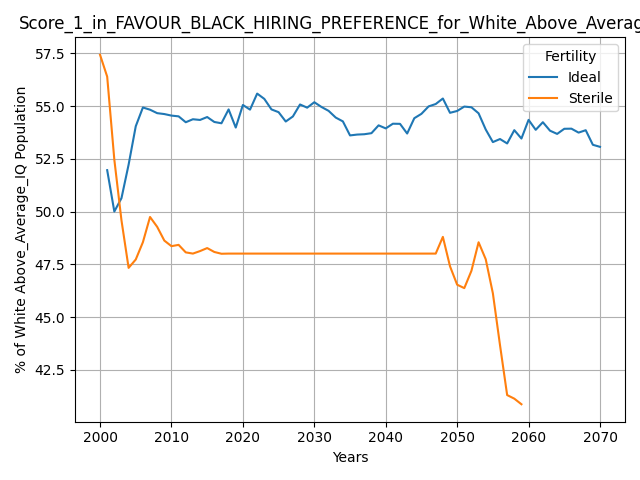 Score_1_in_FAVOUR_BLACK_HIRING_PREFERENCE_for_White_Above_Averag
Fertility
Ideal
Sterile
57.5
55.0
52.5
50.0
47.5
45.0
42.5
% of White Above_Average_IQ Population
2000 2010 2020 2030 2040 2050 2060 2070
Years